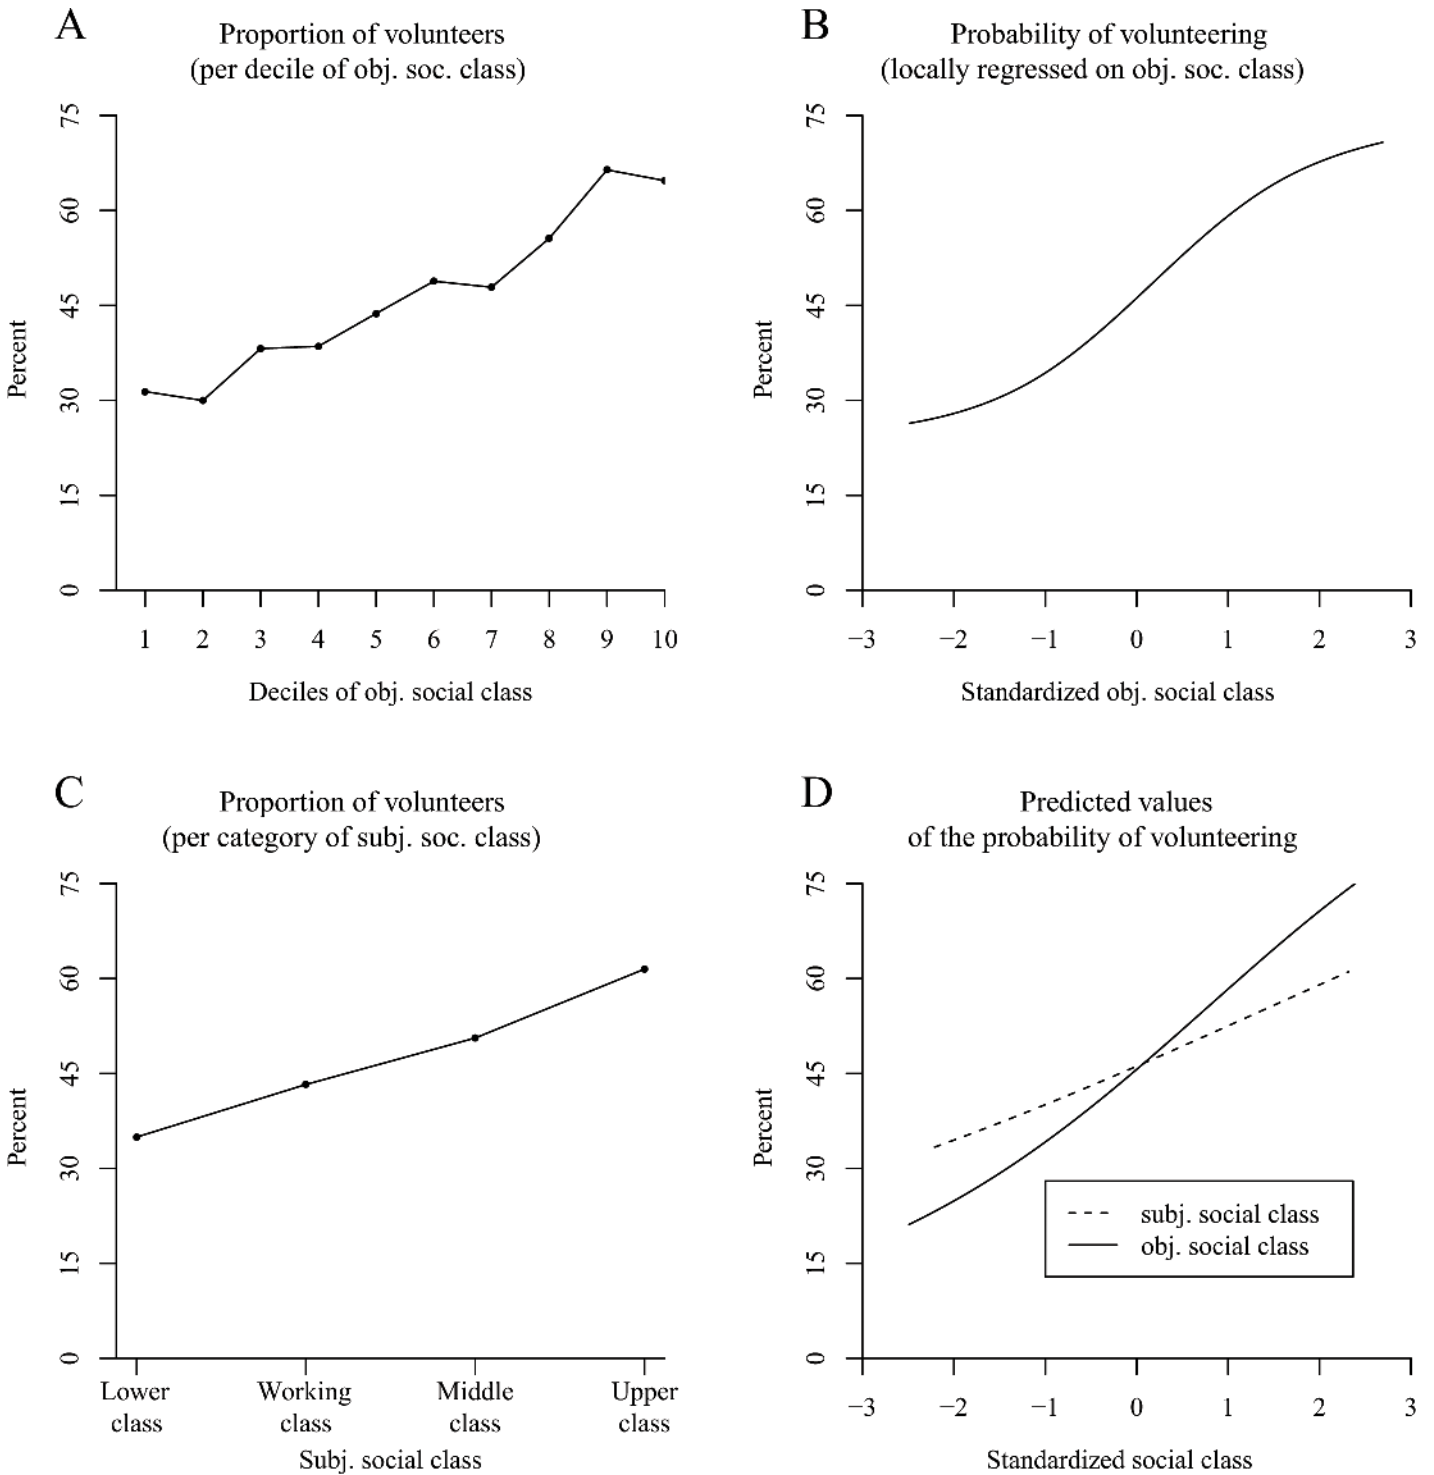 A
Proportion of volunteers
(per decile of obj. soc. class)
75
60
45
30
15
0
Percent
1 2 3 4 5 6 7 8 9 10
Deciles of obj. social class
B
Probability of volunteering
(locally regressed on obj. soc. class)
75
60
45
30
15
0
Percent
−3 −2 −1 0 1 2 3
Standardized obj. social class
C
Proportion of volunteers
(per category of subj. soc. class)
75
60
45
30
15
0
Percent
Lower class
Working class
Middle class
Upper class
Subj. social class
D
Predicted values
of the probability of volunteering
75
60
45
30
15
0
Percent
subj. social class
obj. social class
−3 −2 −1 0 1 2 3
Standardized social class